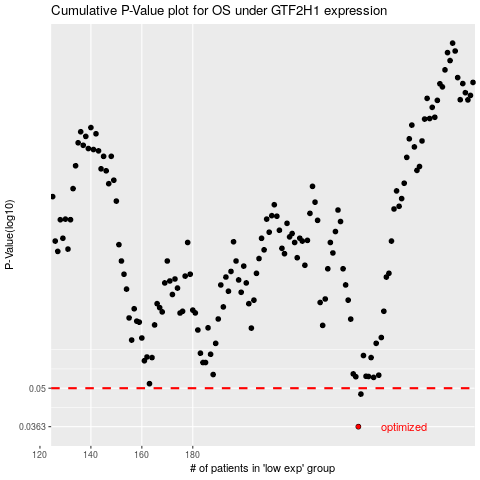 Cumulative P-Value plot for OS under GTF2H1 expression
P-Value(log10)
0.05
0.0363
optimized
120 140 160 180
# of patients in 'low exp' group